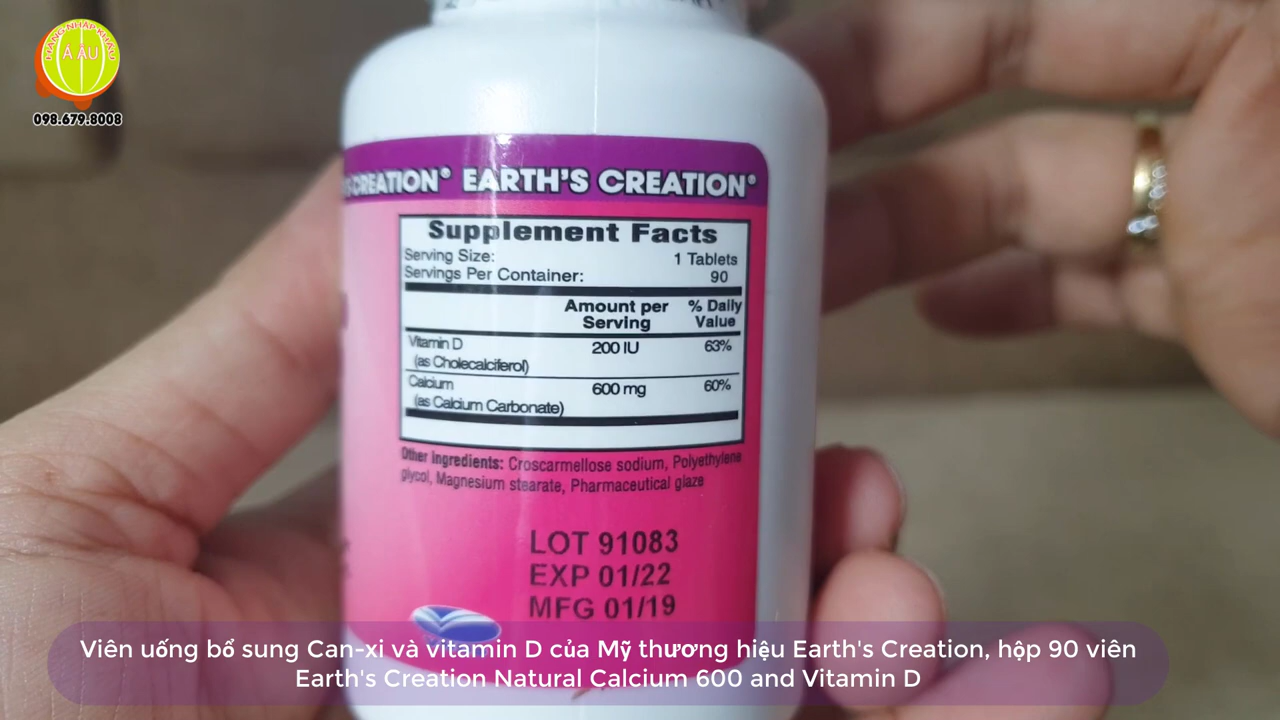 HÀNG NHẬP KHẨU
Á ÂU
098.679.8008
CREATION® EARTH'S CREATION®
Supplement Facts
Serving Size: 1 Tablets
Servings Per Container: 90
Amount per Serving % Daily Value
Vitamin D 200 IU 63%
(as Cholecalciferol)
Calcium 600 mg 60%
(as Calcium Carbonate)
Other Ingredients: Croscarmellose sodium, Polyethylene
glycol, Magnesium stearate, Pharmaceutical glaze
LOT 91083
EXP 01/22
MFG 01/19
Viên uống bổ sung Can-xi và vitamin D của Mỹ thương hiệu Earth's Creation, hộp 90 viên
Earth's Creation Natural Calcium 600 and Vitamin D